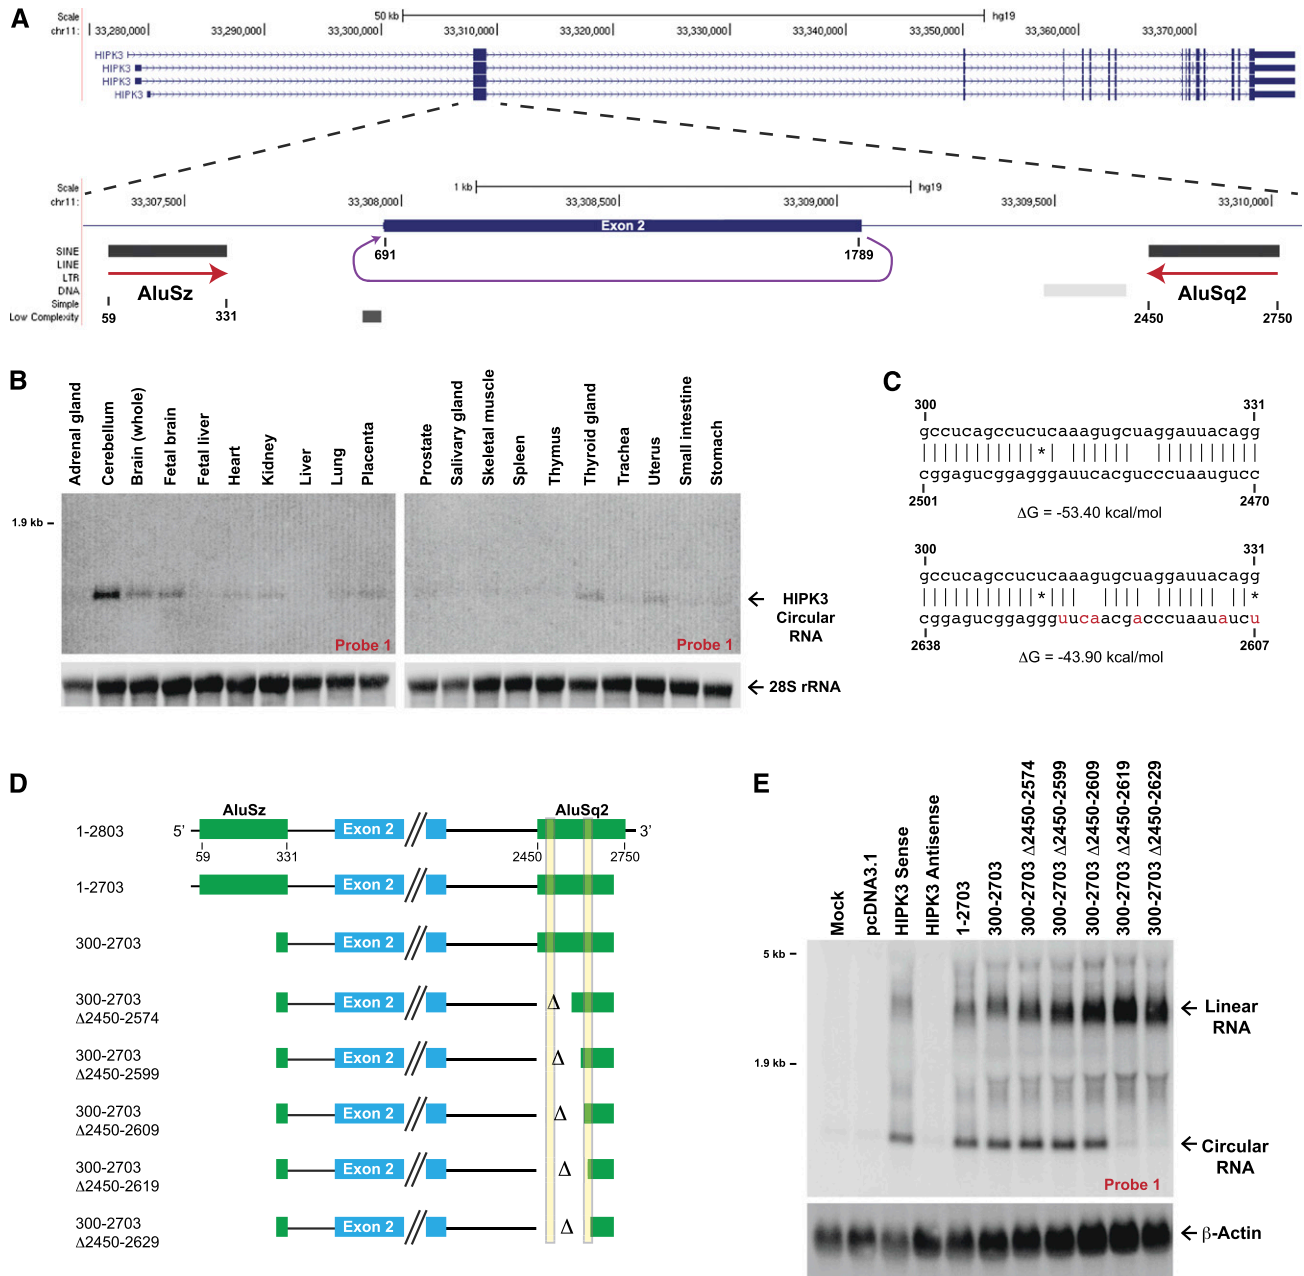 A
Scale 50 kb hg19
chr11: 33,280,000 33,290,000 33,300,000 33,310,000 33,320,000 33,330,000 33,340,000 33,350,000 33,360,000 33,370,000
HIPK3
HIPK3
HIPK3
HIPK3
Scale 1 kb hg19
chr11: 33,307,500 33,308,000 33,308,500 33,309,000 33,309,500 33,310,000
Exon 2
691 1789
SINE
LINE
LTR
DNA
Simple
Low Complexity
AluSz
59 331
AluSq2
2450 2750
B
Adrenal gland
Cerebellum
Brain (whole)
Fetal brain
Fetal liver
Heart
Kidney
Liver
Lung
Placenta
Prostate
Salivary gland
Skeletal muscle
Spleen
Thymus
Thyroid gland
Trachea
Uterus
Small intestine
Stomach
1.9 kb
Probe 1
Probe 1
HIPK3
Circular
RNA
28S rRNA
C
300 331
gccucagccucucaaagugcuaggauuacagg
*
cggagucggagggauucacgucccuaaugucc
2501 2470
ΔG = -53.40 kcal/mol
300 331
gccucagccucucaaagugcuaggauuacagg
* *
cggagucggaggguucaacgacccuaauaucu
2638 2607
ΔG = -43.90 kcal/mol
D
AluSz AluSq2
1-2803 5’ Exon 2 3’
59 331 2450 2750
1-2703 Exon 2
300-2703 Exon 2
300-2703 Exon 2 Δ
Δ2450-2574
300-2703 Exon 2 Δ
Δ2450-2599
300-2703 Exon 2 Δ
Δ2450-2609
300-2703 Exon 2 Δ
Δ2450-2619
300-2703 Exon 2 Δ
Δ2450-2629
E
Mock
pcDNA3.1
HIPK3 Sense
HIPK3 Antisense
1-2703
300-2703
300-2703 Δ2450-2574
300-2703 Δ2450-2599
300-2703 Δ2450-2609
300-2703 Δ2450-2619
300-2703 Δ2450-2629
5 kb
1.9 kb
Linear
RNA
Circular
RNA
Probe 1
β-Actin